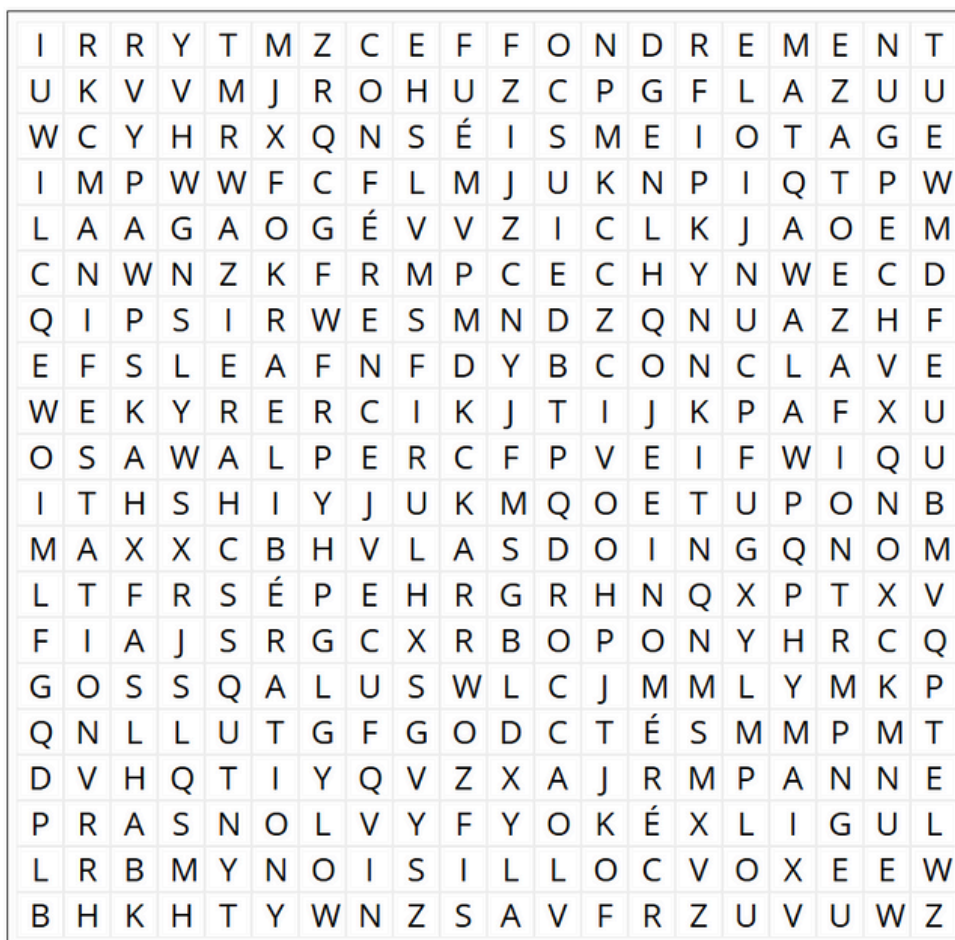 I R R Y T M Z C E F F O N D R E M E N T
U K V V M J R O H U Z C P G F L A Z U U
W C Y H R X Q N S É I S M E I O T A G E
I M P W W F C F L M J U K N P I Q T P W
L A A G A O G É V V Z I C L K J A O E M
C N W N Z K F R M P C E C H Y N W E C D
Q I P S I R W E S M N D Z Q N U A Z H F
E F S L E A F N F D Y B C O N C L A V E
W E K Y R E R C I K J T I J K P A F X U
O S A W A L P E R C F P V E I F W I Q U
I T H S H I Y J U K M Q O E T U P O N B
M A X X C B H V L A S D O I N G Q N O M
L T F R S É P E H R G R H N Q X P T X V
F I A J S R G C X R B O P O N Y H R C Q
G O S S Q A L U S W L C J M M L Y M K P
Q N L L U T G F G O D C T É S M M P M T
D V H Q T I Y Q V Z X A J R M P A N N E
P R A S N O L V Y F Y O K É X L I G U L
L R B M Y N O I S I L L O C V O X E E W
B H K H T Y W N Z S A V F R Z U V U W Z